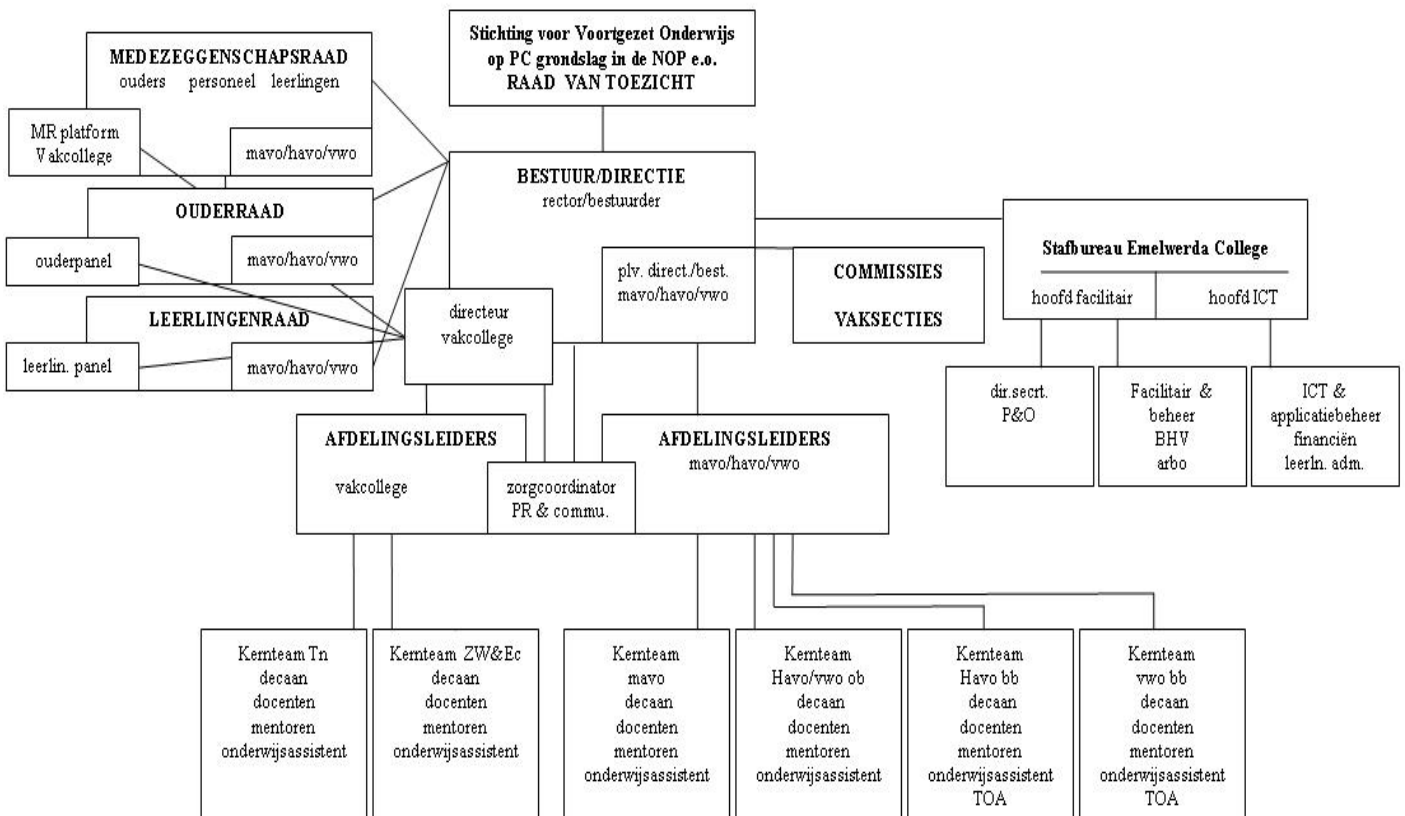 Stichting voor Voortgezet Onderwijs
op PC grondslag in de NOP e.o.
RAAD VAN TOEZICHT
MEDEZEGGENSCHAPSRAAD
ouders personeel leerlingen
MR platform
Vakcollege
mavo/havo/vwo
OUDERRAAD
ouderpanel
mavo/havo/vwo
LEERLINGENRAAD
leerlin. panel
mavo/havo/vwo
BESTUUR/DIRECTIE
rector/bestuurder
plv. direct./best.
mavo/havo/vwo
directeur
vakcollege
COMMISSIES
VAKSECTIES
Stafbureau Emelwerda College
hoofd facilitair
hoofd ICT
dir.secrt.
P&O
Facilitair &
beheer
BHV
arbo
ICT &
applicatiebeheer
financiën
leerln. adm.
AFDELINGSLEIDERS
vakcollege
zorgcoordinator
PR & commu.
AFDELINGSLEIDERS
mavo/havo/vwo
Kernteam Tn
decaan
docenten
mentoren
onderwijsassistent
Kernteam ZW&Ec
decaan
docenten
mentoren
onderwijsassistent
Kernteam
mavo
decaan
docenten
mentoren
onderwijsassistent
Kernteam
Havo/vwo ob
decaan
docenten
mentoren
onderwijsassistent
Kernteam
Havo bb
decaan
docenten
mentoren
onderwijsassistent
TOA
Kernteam
vwo bb
decaan
docenten
mentoren
onderwijsassistent
TOA